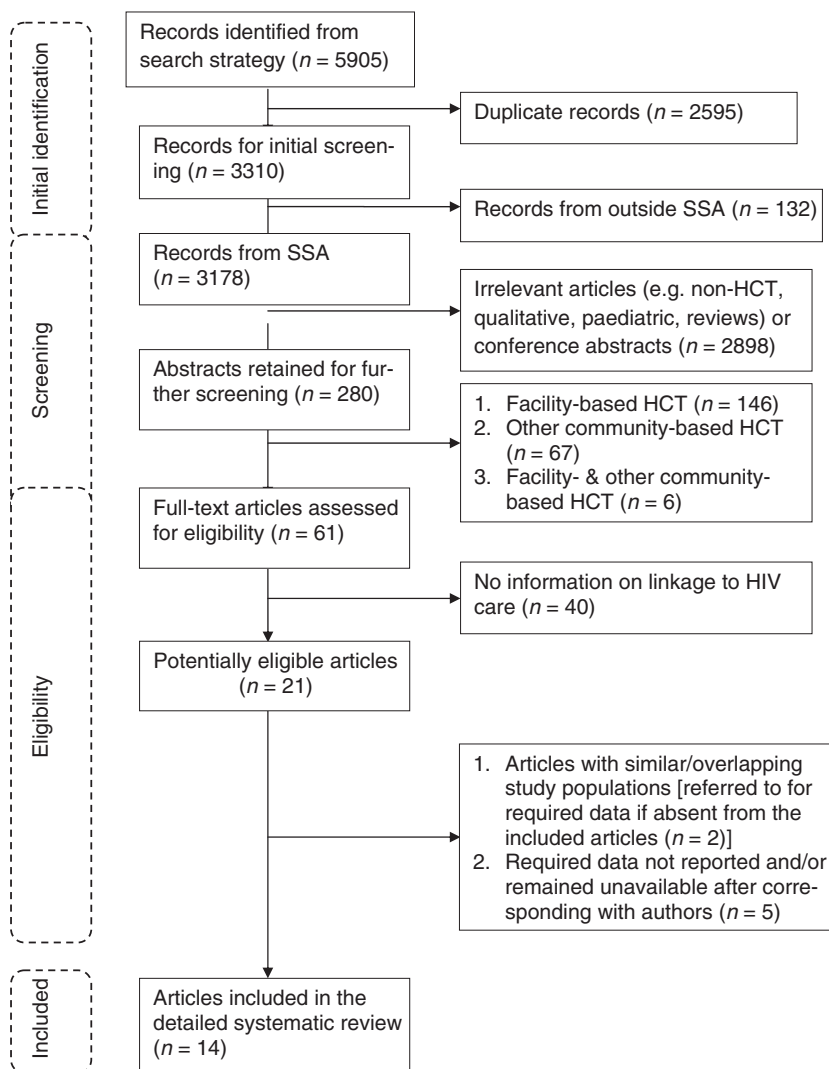 Initial identification
Records identified from
search strategy (n = 5905)
Duplicate records (n = 2595)
Records for initial screen-
ing (n = 3310)
Records from outside SSA (n = 132)
Screening
Records from SSA
(n = 3178)
Irrelevant articles (e.g. non-HCT,
qualitative, paediatric, reviews) or
conference abstracts (n = 2898)
Abstracts retained for fur-
ther screening (n = 280)
1. Facility-based HCT (n = 146)
2. Other community-based HCT
(n = 67)
3. Facility- & other community-
based HCT (n = 6)
Eligibility
Full-text articles assessed
for eligibility (n = 61)
No information on linkage to HIV
care (n = 40)
Potentially eligible articles
(n = 21)
1. Articles with similar/overlapping
study populations [referred to for
required data if absent from the
included articles (n = 2)]
2. Required data not reported and/or
remained unavailable after corre-
sponding with authors (n = 5)
Included
Articles included in the
detailed systematic review
(n = 14)